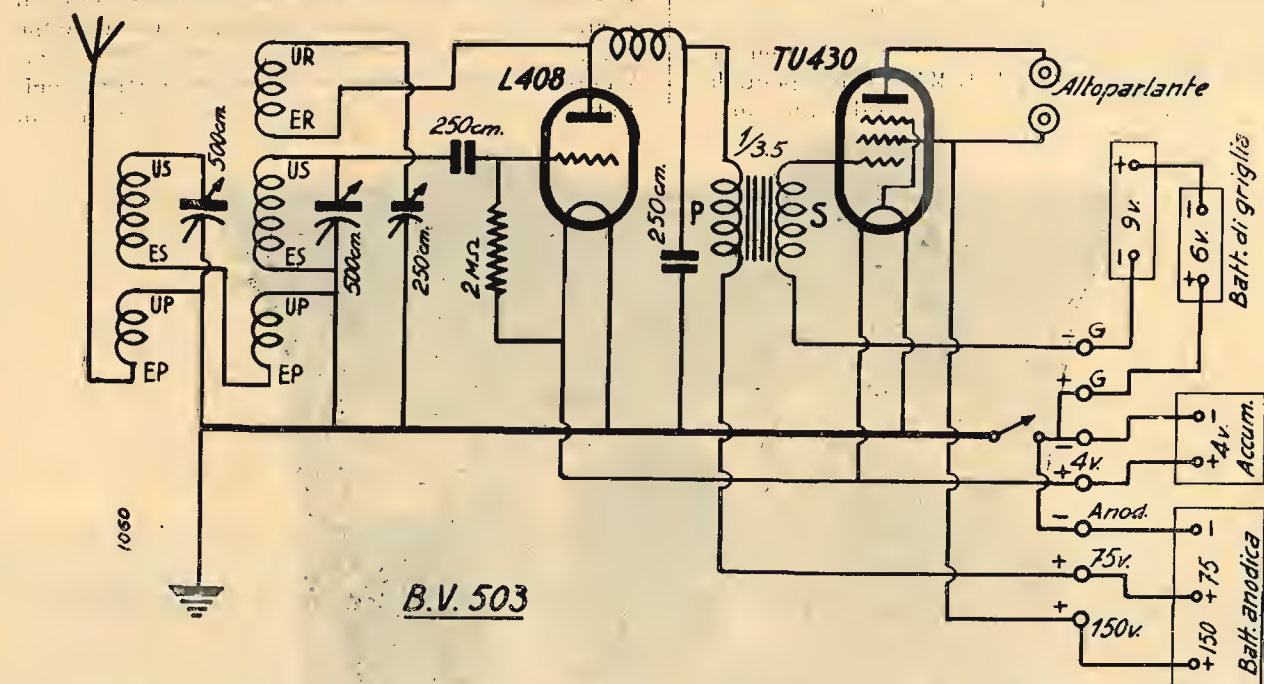 UR
ER
US
ES
UP
EP
500cm.
US
ES
UP
EP
500cm.
250cm.
250cm.
2MΩ
L408
250cm.
1/3.5
P
S
TU430
Altoparlante
+
- 9v.
-
+ 6v.
Batt. di griglia
- G
+ G
-
+ 4v.
-
+ 4v.
Accum.
- Anod.
+ 75v.
+ 150v.
-
+ 75
+ 150
Batt. anodica
1060
B.V. 503